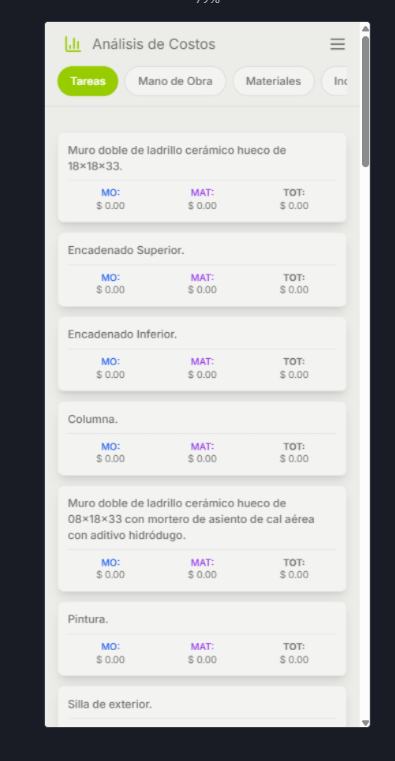 Análisis de Costos
Tareas
Mano de Obra
Materiales
Muro doble de ladrillo cerámico hueco de
18×18×33.
MO: MAT: TOT:
$ 0.00 $ 0.00 $ 0.00
Encadenado Superior.
MO: MAT: TOT:
$ 0.00 $ 0.00 $ 0.00
Encadenado Inferior.
MO: MAT: TOT:
$ 0.00 $ 0.00 $ 0.00
Columna.
MO: MAT: TOT:
$ 0.00 $ 0.00 $ 0.00
Muro doble de ladrillo cerámico hueco de
08×18×33 con mortero de asiento de cal aérea
con aditivo hidródugo.
MO: MAT: TOT:
$ 0.00 $ 0.00 $ 0.00
Pintura.
MO: MAT: TOT:
$ 0.00 $ 0.00 $ 0.00
Silla de exterior.